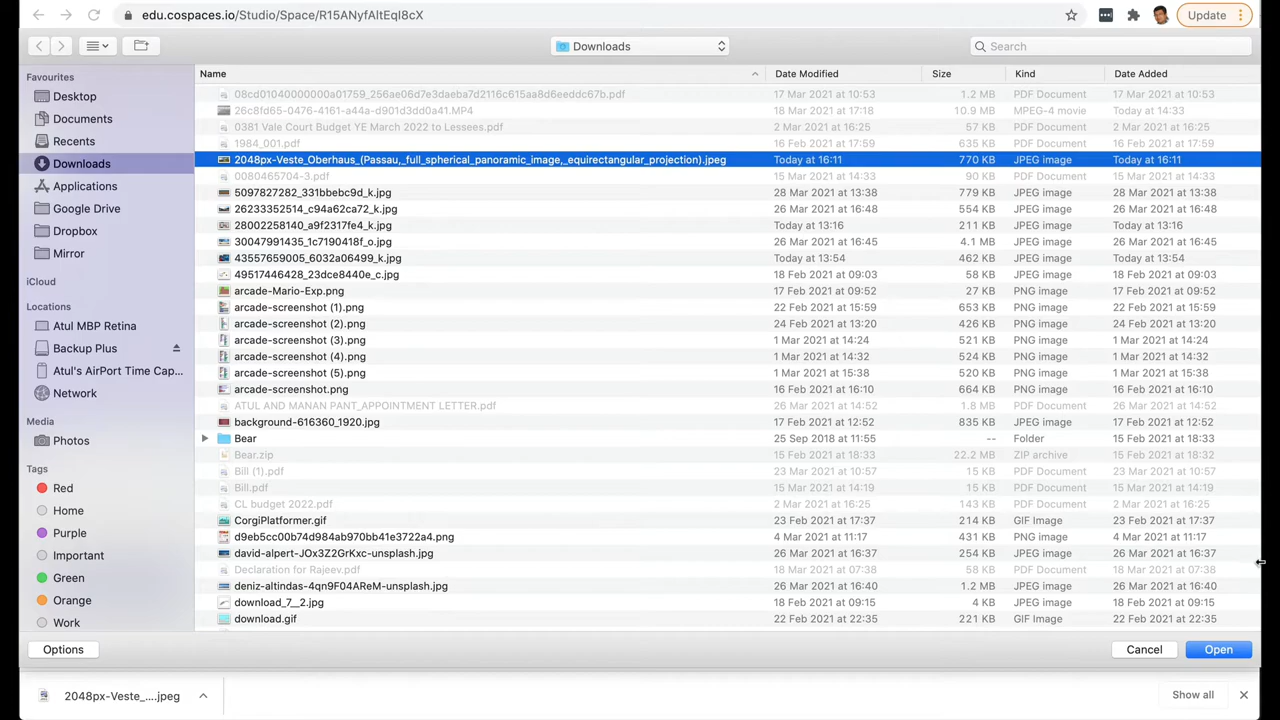 edu.cospaces.io/Studio/Space/R15ANyfAltEqI8cX Update
Downloads Search
Favourites
Desktop
Documents
Recents
Downloads
Applications
Google Drive
Dropbox
Mirror
iCloud
Locations
Atul MBP Retina
Backup Plus
Atul's AirPort Time Cap...
Network
Media
Photos
Tags
Red
Home
Purple
Important
Green
Orange
Work
Name Date Modified Size Kind Date Added
08cd01040000000a01759_256ae06d7e3daeba7d2116c615aa8d6eeddc67b.pdf 17 Mar 2021 at 10:53 1.2 MB PDF Document 17 Mar 2021 at 10:53
26c8fd65-0476-4161-a44a-d901d3dd0a41.MP4 18 Mar 2021 at 17:18 10.9 MB MPEG-4 movie Today at 14:33
0381 Vale Court Budget YE March 2022 to Lessees.pdf 2 Mar 2021 at 16:25 57 KB PDF Document 2 Mar 2021 at 16:25
1984_001.pdf 16 Feb 2021 at 17:59 635 KB PDF Document 16 Feb 2021 at 17:59
2048px-Veste_Oberhaus_(Passau,_full_spherical_panoramic_image,_equirectangular_projection).jpeg Today at 16:11 770 KB JPEG image Today at 16:11
0080465704-3.pdf 15 Mar 2021 at 14:33 90 KB PDF Document 15 Mar 2021 at 14:33
5097827282_331bbebc9d_k.jpg 28 Mar 2021 at 13:38 779 KB JPEG image 28 Mar 2021 at 13:38
26233352514_c94a62ca72_k.jpg 26 Mar 2021 at 16:48 554 KB JPEG image 26 Mar 2021 at 16:48
28002258140_a9f2317fe4_k.jpg Today at 13:16 211 KB JPEG image Today at 13:16
30047991435_1c7190418f_o.jpg 26 Mar 2021 at 16:45 4.1 MB JPEG image 26 Mar 2021 at 16:45
43557659005_6032a06499_k.jpg Today at 13:54 462 KB JPEG image Today at 13:54
49517446428_23dce8440e_c.jpg 18 Feb 2021 at 09:03 58 KB JPEG image 18 Feb 2021 at 09:03
arcade-Mario-Exp.png 17 Feb 2021 at 09:52 27 KB PNG image 17 Feb 2021 at 09:52
arcade-screenshot (1).png 22 Feb 2021 at 15:59 653 KB PNG image 22 Feb 2021 at 15:59
arcade-screenshot (2).png 24 Feb 2021 at 13:20 426 KB PNG image 24 Feb 2021 at 13:20
arcade-screenshot (3).png 1 Mar 2021 at 14:24 521 KB PNG image 1 Mar 2021 at 14:24
arcade-screenshot (4).png 1 Mar 2021 at 14:32 524 KB PNG image 1 Mar 2021 at 14:32
arcade-screenshot (5).png 1 Mar 2021 at 15:38 520 KB PNG image 1 Mar 2021 at 15:38
arcade-screenshot.png 16 Feb 2021 at 16:10 664 KB PNG image 16 Feb 2021 at 16:10
ATUL AND MANAN PANT_APPOINTMENT LETTER.pdf 26 Mar 2021 at 14:52 1.8 MB PDF Document 26 Mar 2021 at 14:52
background-616360_1920.jpg 17 Feb 2021 at 12:52 835 KB JPEG image 17 Feb 2021 at 12:52
Bear 25 Sep 2018 at 11:55 -- Folder 15 Feb 2021 at 18:33
Bear.zip 15 Feb 2021 at 18:33 22.2 MB ZIP archive 15 Feb 2021 at 18:32
Bill (1).pdf 23 Mar 2021 at 10:57 15 KB PDF Document 23 Mar 2021 at 10:57
Bill.pdf 15 Mar 2021 at 14:19 15 KB PDF Document 15 Mar 2021 at 14:19
CL budget 2022.pdf 2 Mar 2021 at 16:25 143 KB PDF Document 2 Mar 2021 at 16:25
CorgiPlatformer.gif 23 Feb 2021 at 17:37 214 KB GIF Image 23 Feb 2021 at 17:37
d9eb5cc00b74d984ab970bb41e3722a4.png 4 Mar 2021 at 11:17 431 KB PNG image 4 Mar 2021 at 11:17
david-alpert-JOx3Z2GrKxc-unsplash.jpg 26 Mar 2021 at 16:37 254 KB JPEG image 26 Mar 2021 at 16:37
Declaration for Rajeev.pdf 18 Mar 2021 at 07:38 58 KB PDF Document 18 Mar 2021 at 07:38
deniz-altindas-4qn9F04AReM-unsplash.jpg 26 Mar 2021 at 16:40 1.2 MB JPEG image 26 Mar 2021 at 16:40
download_7__2.jpg 18 Feb 2021 at 09:15 4 KB JPEG image 18 Feb 2021 at 09:15
download.gif 22 Feb 2021 at 22:35 221 KB GIF Image 22 Feb 2021 at 22:35
Options Cancel Open
2048px-Veste_....jpeg Show all